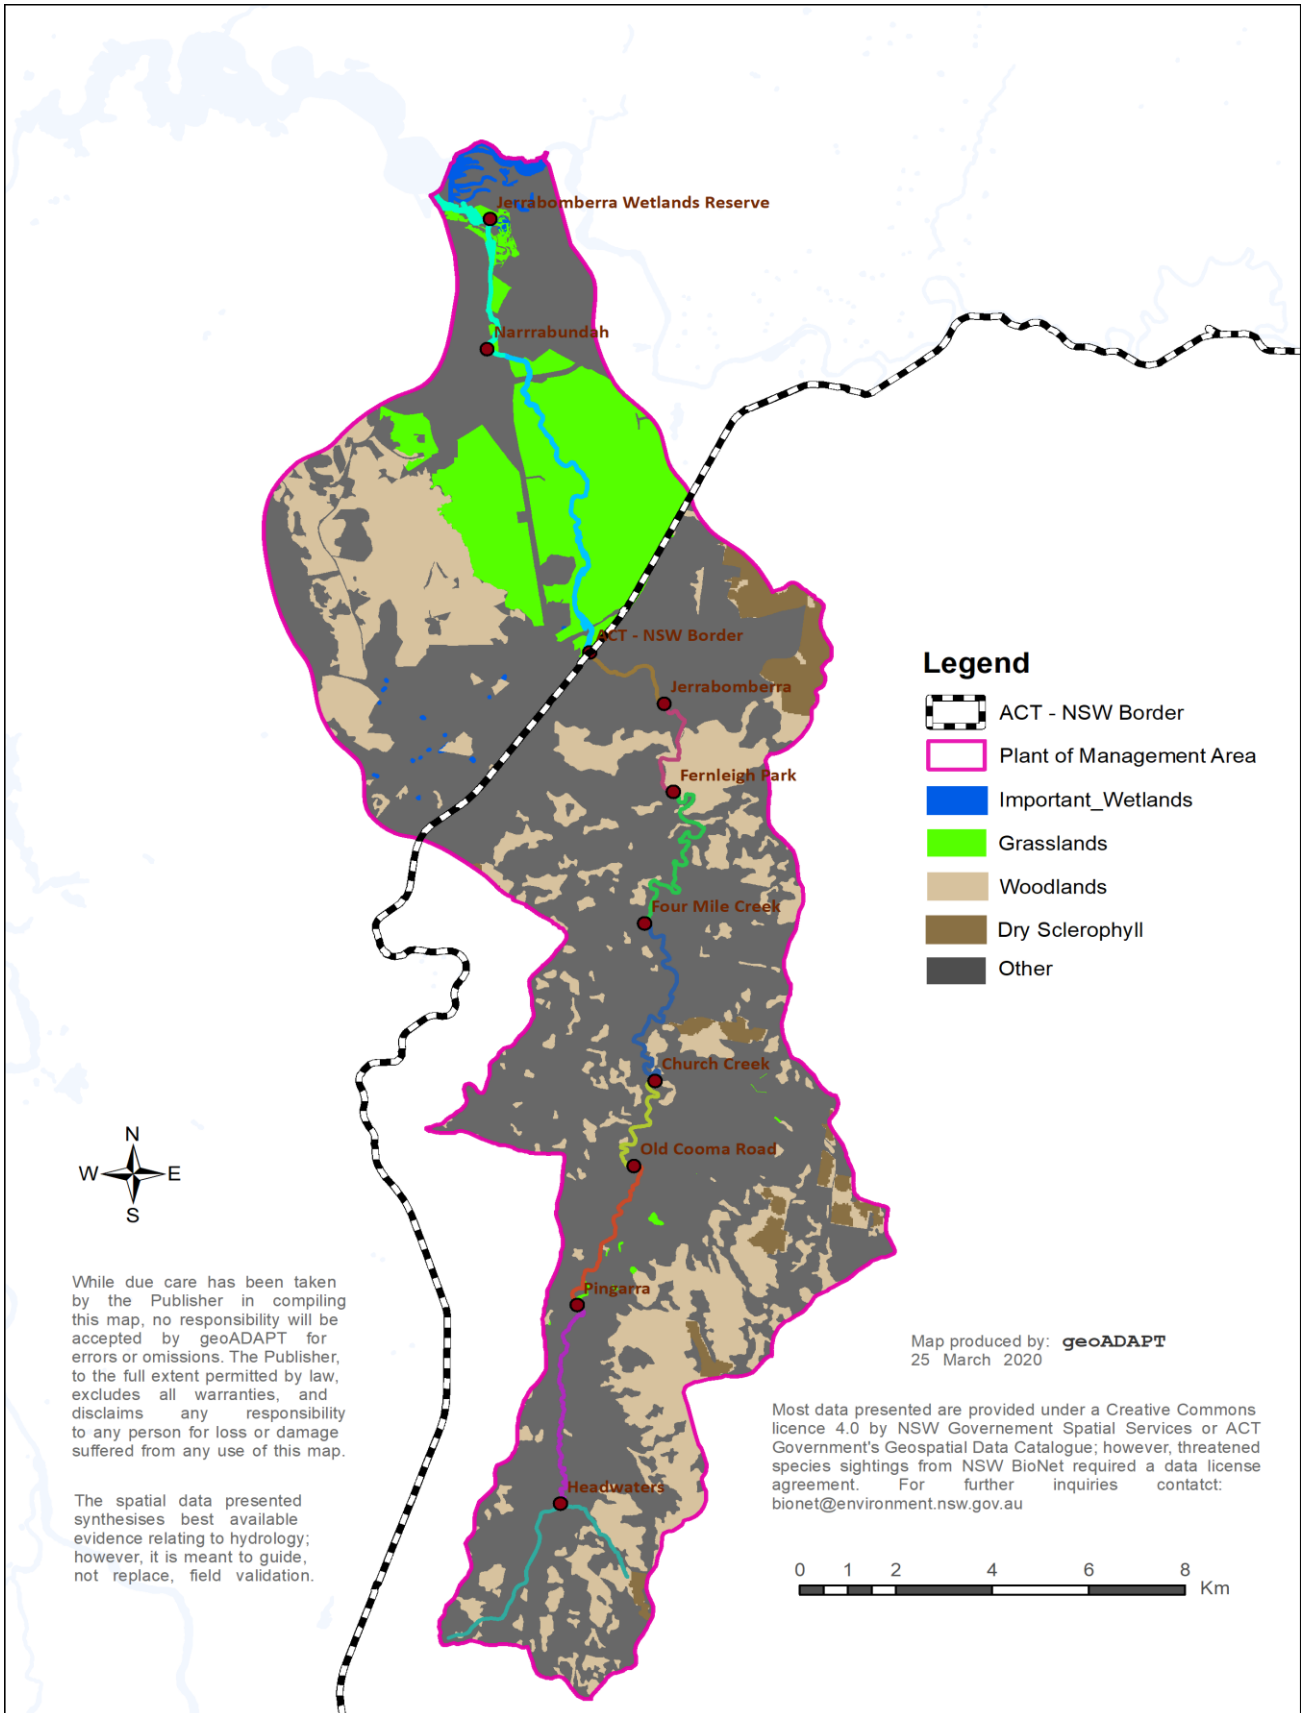 Jerrabomberra Wetlands Reserve
Narrrabundah
ACT - NSW Border
Jerrabomberra
Fernleigh Park
Four Mile Creek
Church Creek
Old Cooma Road
Pingarra
Headwaters
Legend
ACT - NSW Border
Plant of Management Area
Important_Wetlands
Grasslands
Woodlands
Dry Sclerophyll
Other
N
W E
S
While due care has been taken
by the Publisher in compiling
this map, no responsibility will be
accepted by geoADAPT for
errors or omissions. The Publisher,
to the full extent permitted by law,
excludes all warranties, and
disclaims any responsibility
to any person for loss or damage
suffered from any use of this map.
The spatial data presented
synthesises best available
evidence relating to hydrology;
however, it is meant to guide,
not replace, field validation.
Map produced by: geoADAPT
25 March 2020
Most data presented are provided under a Creative Commons
licence 4.0 by NSW Governement Spatial Services or ACT
Government's Geospatial Data Catalogue; however, threatened
species sightings from NSW BioNet required a data license
agreement. For further inquiries contatct:
bionet@environment.nsw.gov.au
0 1 2 4 6 8
Km